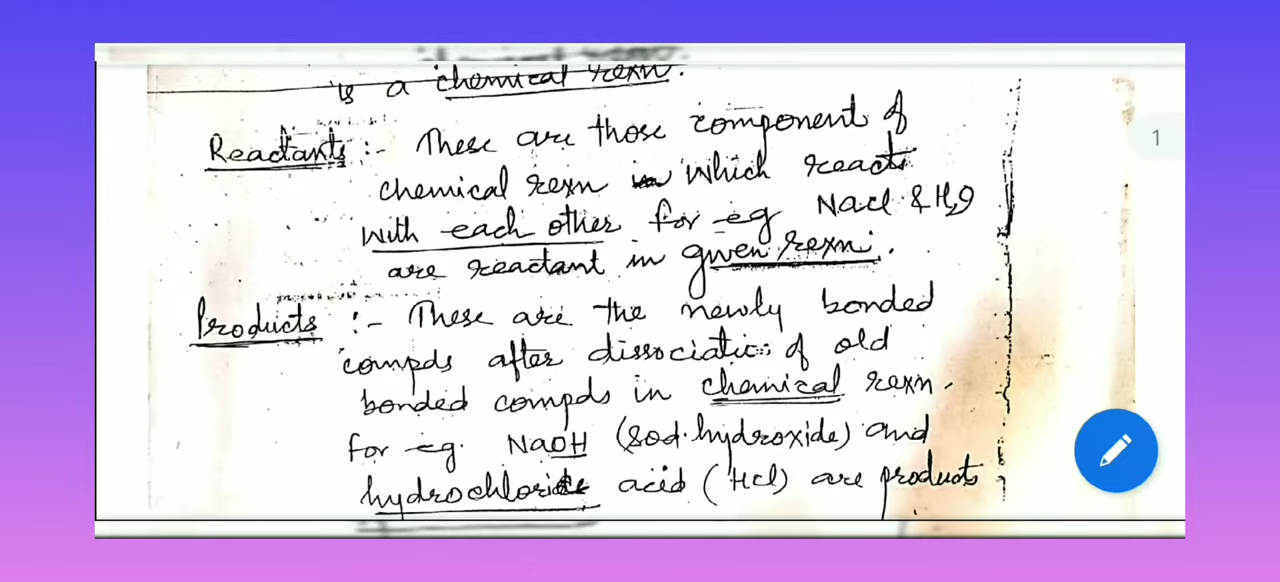 is a chemical rexn.
Reactants :- These are those component of
chemical rexn which reacts
with each other for eg NaCl & H2O
are reactant in given rexn.
Products :- These are the newly bonded
compds after dissociation of old
bonded compds in chemical rexn.
for eg. NaOH (sod. hydroxide) and
hydrochloride acid (HCl) are products
1